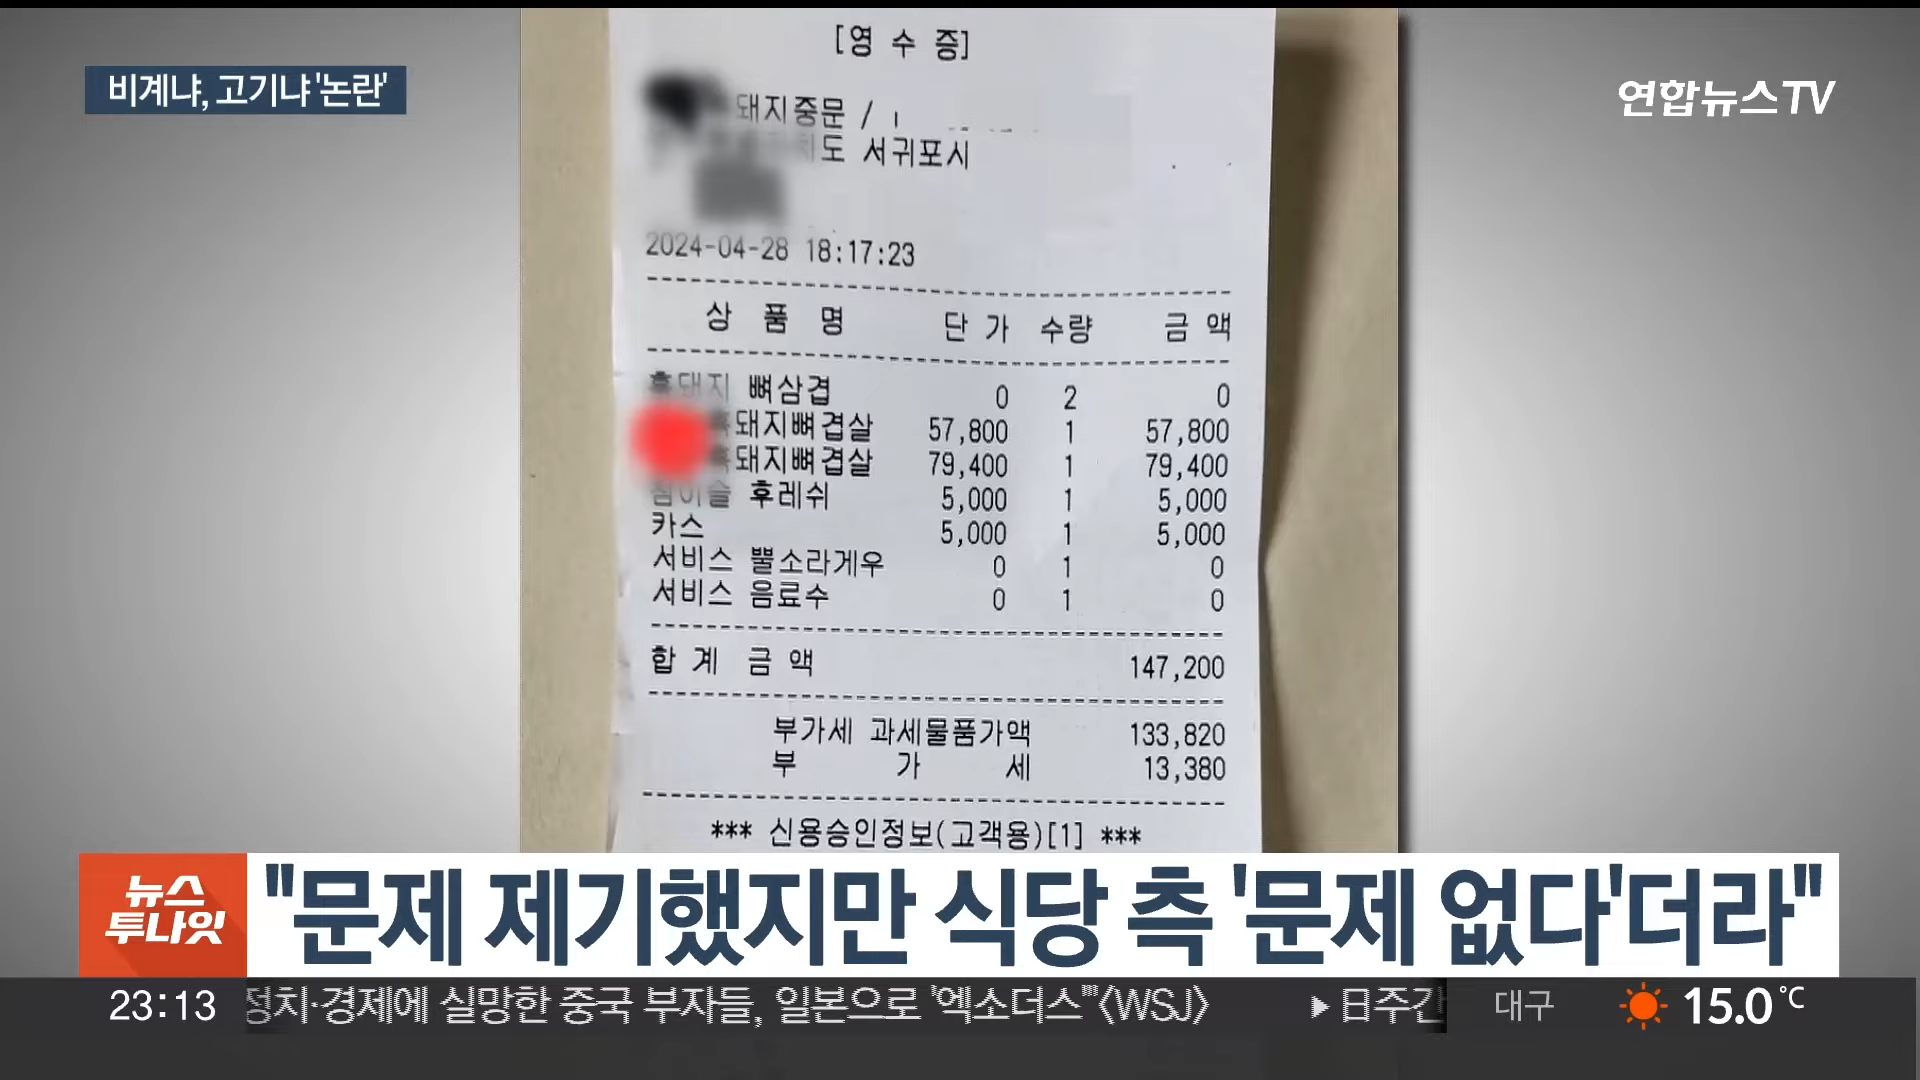 비계냐, 고기냐 '논란'
연합뉴스TV
[영 수 증]
돼지중문 /
도 서귀포시
2024-04-28 18:17:23
상 품 명 단 가 수량 금 액
흑돼지 뼈삼겹 0 2 0
흑돼지뼈겹살 57,800 1 57,800
흑돼지뼈겹살 79,400 1 79,400
참이슬 후레쉬 5,000 1 5,000
카스 5,000 1 5,000
서비스 뿔소라게우 0 1 0
서비스 음료수 0 1 0
합 계 금 액 147,200
부가세 과세물품가액 133,820
부 가 세 13,380
*** 신용승인정보(고객용)[1] ***
뉴스
투나잇
"문제 제기했지만 식당 측 '문제 없다'더라"
23:13 정치·경제에 실망한 중국 부자들, 일본으로 '엑소더스'"〈WSJ〉 ▶日주간 대구 15.0℃